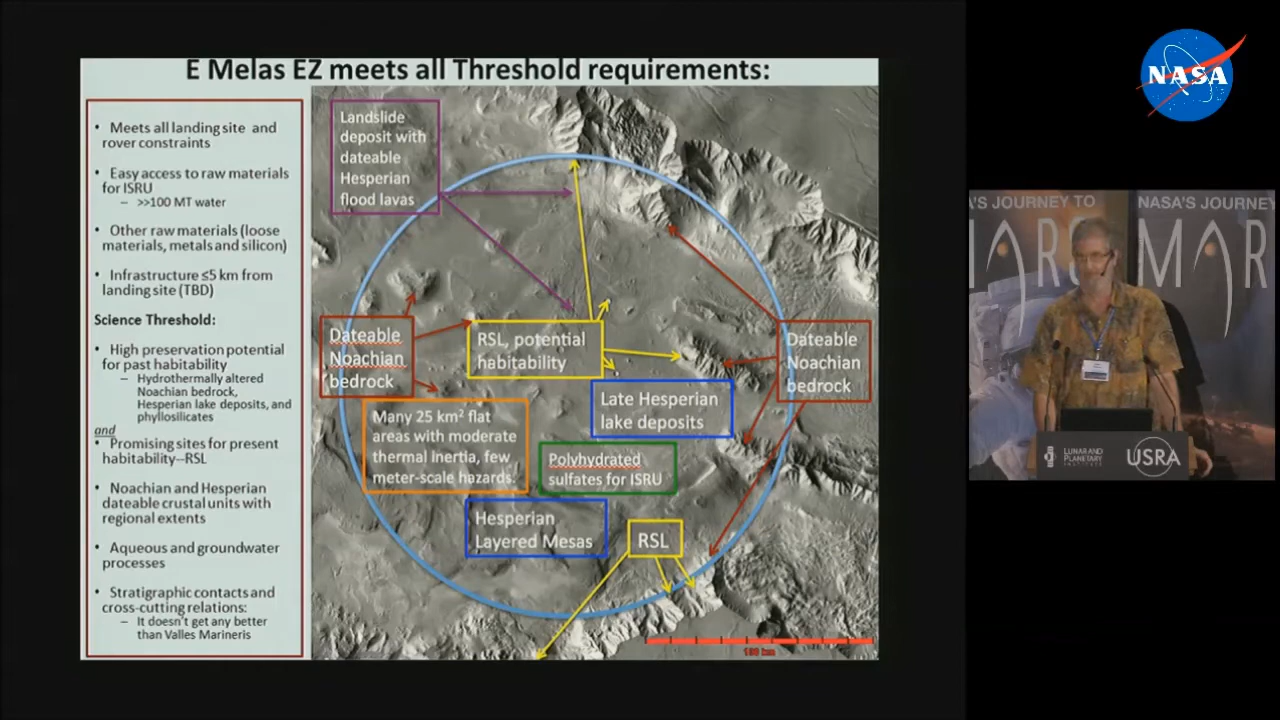 E Melas EZ meets all Threshold requirements:
• Meets all landing site and
rover constraints
• Easy access to raw materials
for ISRU
– >>100 MT water
• Other raw materials (loose
materials, metals and silicon)
• Infrastructure ≤5 km from
landing site (TBD)
Science Threshold:
• High preservation potential
for past habitability
– Hydrothermally altered
Noachian bedrock,
Hesperian lake deposits, and
phyllosilicates
and
• Promising sites for present
habitability--RSL
• Noachian and Hesperian
dateable crustal units with
regional extents
• Aqueous and groundwater
processes
• Stratigraphic contacts and
cross-cutting relations:
– It doesn't get any better
than Valles Marineris
Landslide
deposit with
dateable
Hesperian
flood lavas
Dateable
Noachian
bedrock
RSL, potential
habitability
Dateable
Noachian
bedrock
Late Hesperian
lake deposits
Many 25 km² flat
areas with moderate
thermal Inertia, few
meter-scale hazards.
Polyhydrated
sulfates for ISRU
Hesperian
Layered Mesas
RSL
NASA
A'S JOURNEY TO
NASA'S JOURNEY
MARS
MAR
LUNAR AND
PLANETARY
INSTITUTE
USRA